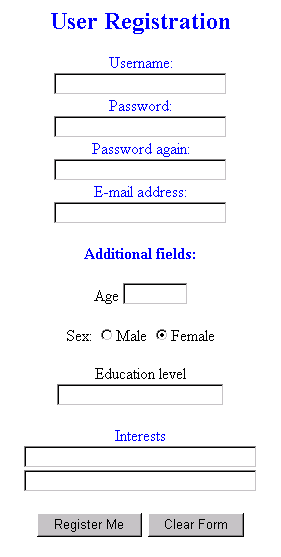 User Registration
Username:
Password:
Password again:
E-mail address:
Additional fields:
Age
Sex: Male Female
Education level
Interests
Register Me Clear Form